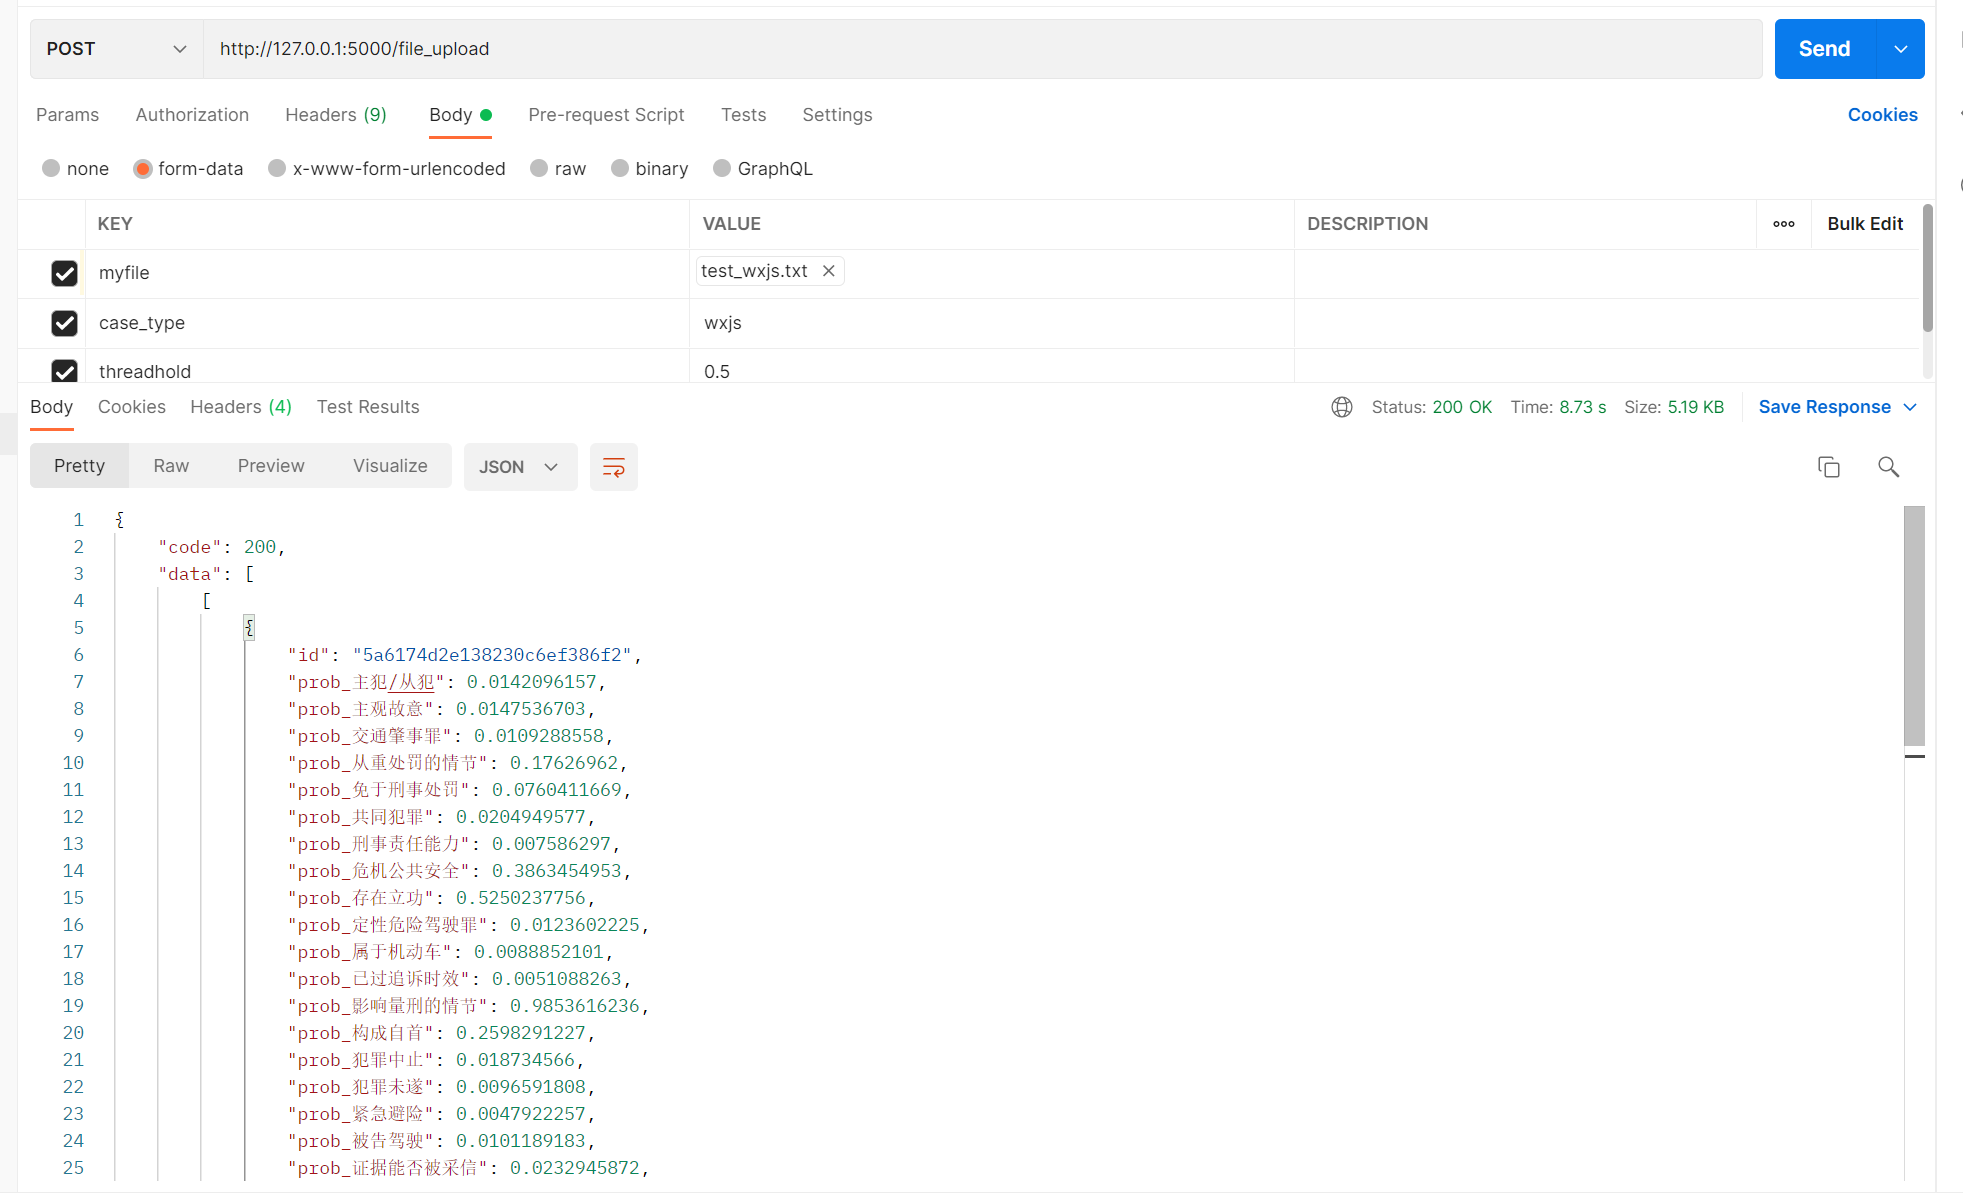 POST http://127.0.0.1:5000/file_upload Send
Params Authorization Headers (9) Body Pre-request Script Tests Settings Cookies
none form-data x-www-form-urlencoded raw binary GraphQL
KEY VALUE DESCRIPTION Bulk Edit
myfile test_wxjs.txt
case_type wxjs
threadhold 0.5
Body Cookies Headers (4) Test Results Status: 200 OK Time: 8.73 s Size: 5.19 KB Save Response
Pretty Raw Preview Visualize JSON
1 {
2 "code": 200,
3 "data": [
4 [
5 {
6 "id": "5a6174d2e138230c6ef386f2",
7 "prob_主犯/从犯": 0.0142096157,
8 "prob_主观故意": 0.0147536703,
9 "prob_交通肇事罪": 0.0109288558,
10 "prob_从重处罚的情节": 0.17626962,
11 "prob_免于刑事处罚": 0.0760411669,
12 "prob_共同犯罪": 0.0204949577,
13 "prob_刑事责任能力": 0.007586297,
14 "prob_危机公共安全": 0.3863454953,
15 "prob_存在立功": 0.5250237756,
16 "prob_定性危险驾驶罪": 0.0123602225,
17 "prob_属于机动车": 0.0088852101,
18 "prob_已过追诉时效": 0.0051088263,
19 "prob_影响量刑的情节": 0.9853616236,
20 "prob_构成自首": 0.2598291227,
21 "prob_犯罪中止": 0.018734566,
22 "prob_犯罪未遂": 0.0096591808,
23 "prob_紧急避险": 0.0047922257,
24 "prob_被告驾驶": 0.0101189183,
25 "prob_证据能否被采信": 0.0232945872,